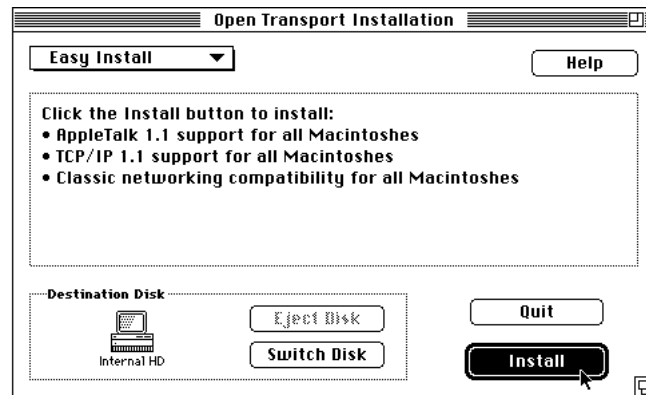 Open Transport Installation
Easy Install
Help
Click the Install button to install:
• AppleTalk 1.1 support for all Macintoshes
• TCP/IP 1.1 support for all Macintoshes
• Classic networking compatibility for all Macintoshes
Destination Disk
Internal HD
Eject Disk
Switch Disk
Quit
Install